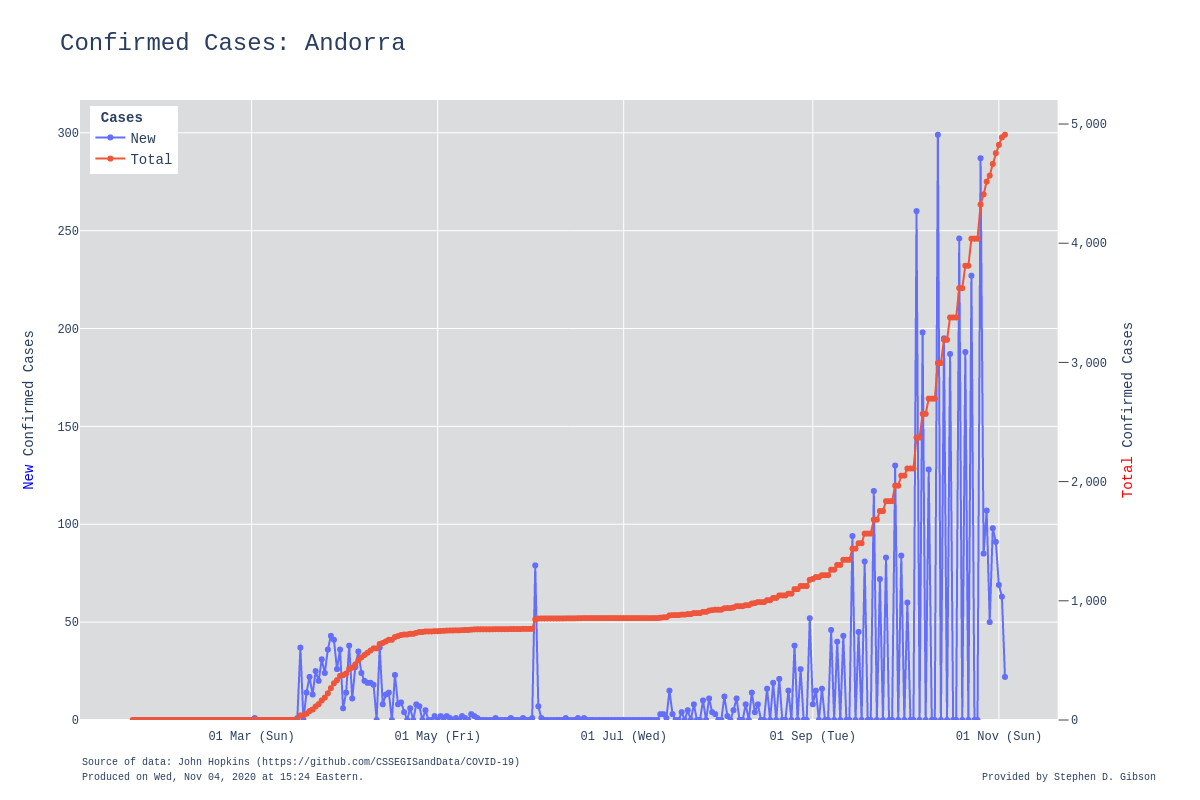 Confirmed Cases: Andorra
Cases
New
Total
300
250
200
150
100
50
0
5,000
4,000
3,000
2,000
1,000
0
New Confirmed Cases
Total Confirmed Cases
01 Mar (Sun)
01 May (Fri)
01 Jul (Wed)
01 Sep (Tue)
01 Nov (Sun)
Source of data: John Hopkins (https://github.com/CSSEGISandData/COVID-19)
Produced on Wed, Nov 04, 2020 at 15:24 Eastern.
Provided by Stephen D. Gibson